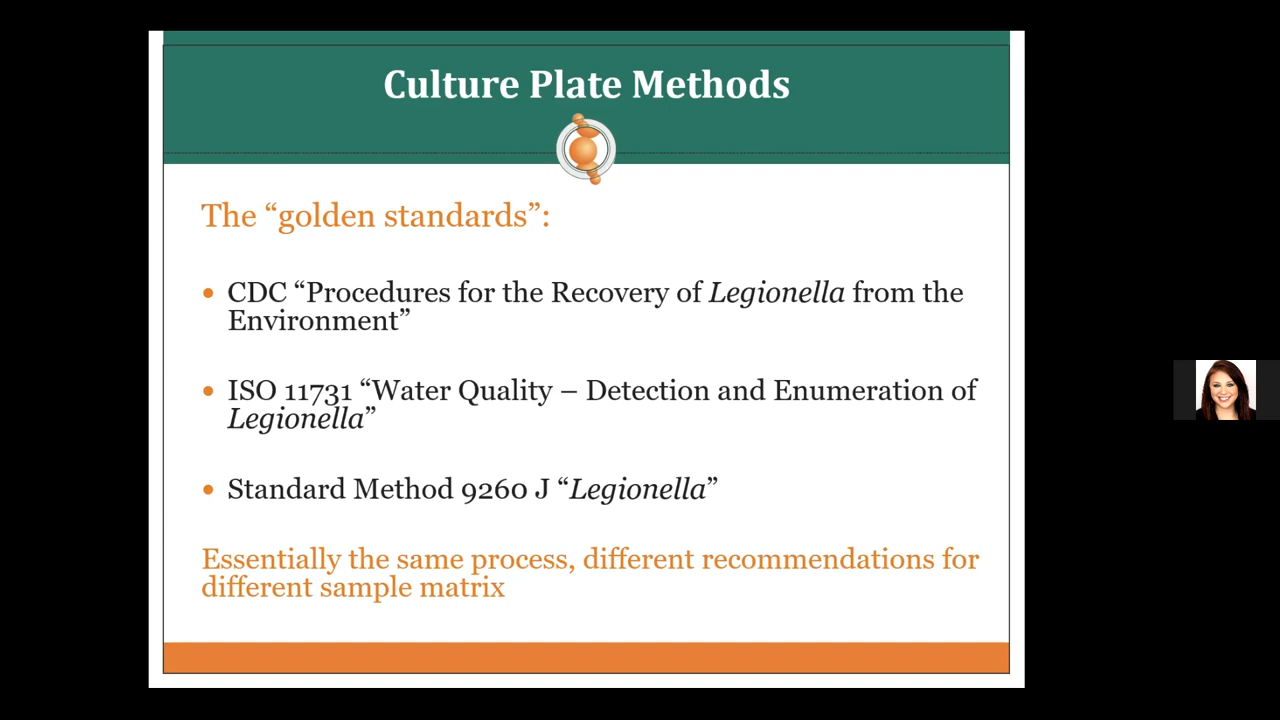 Culture Plate Methods
The “golden standards”:
• CDC “Procedures for the Recovery of Legionella from the
Environment”
• ISO 11731 “Water Quality – Detection and Enumeration of
Legionella”
• Standard Method 9260 J “Legionella”
Essentially the same process, different recommendations for
different sample matrix